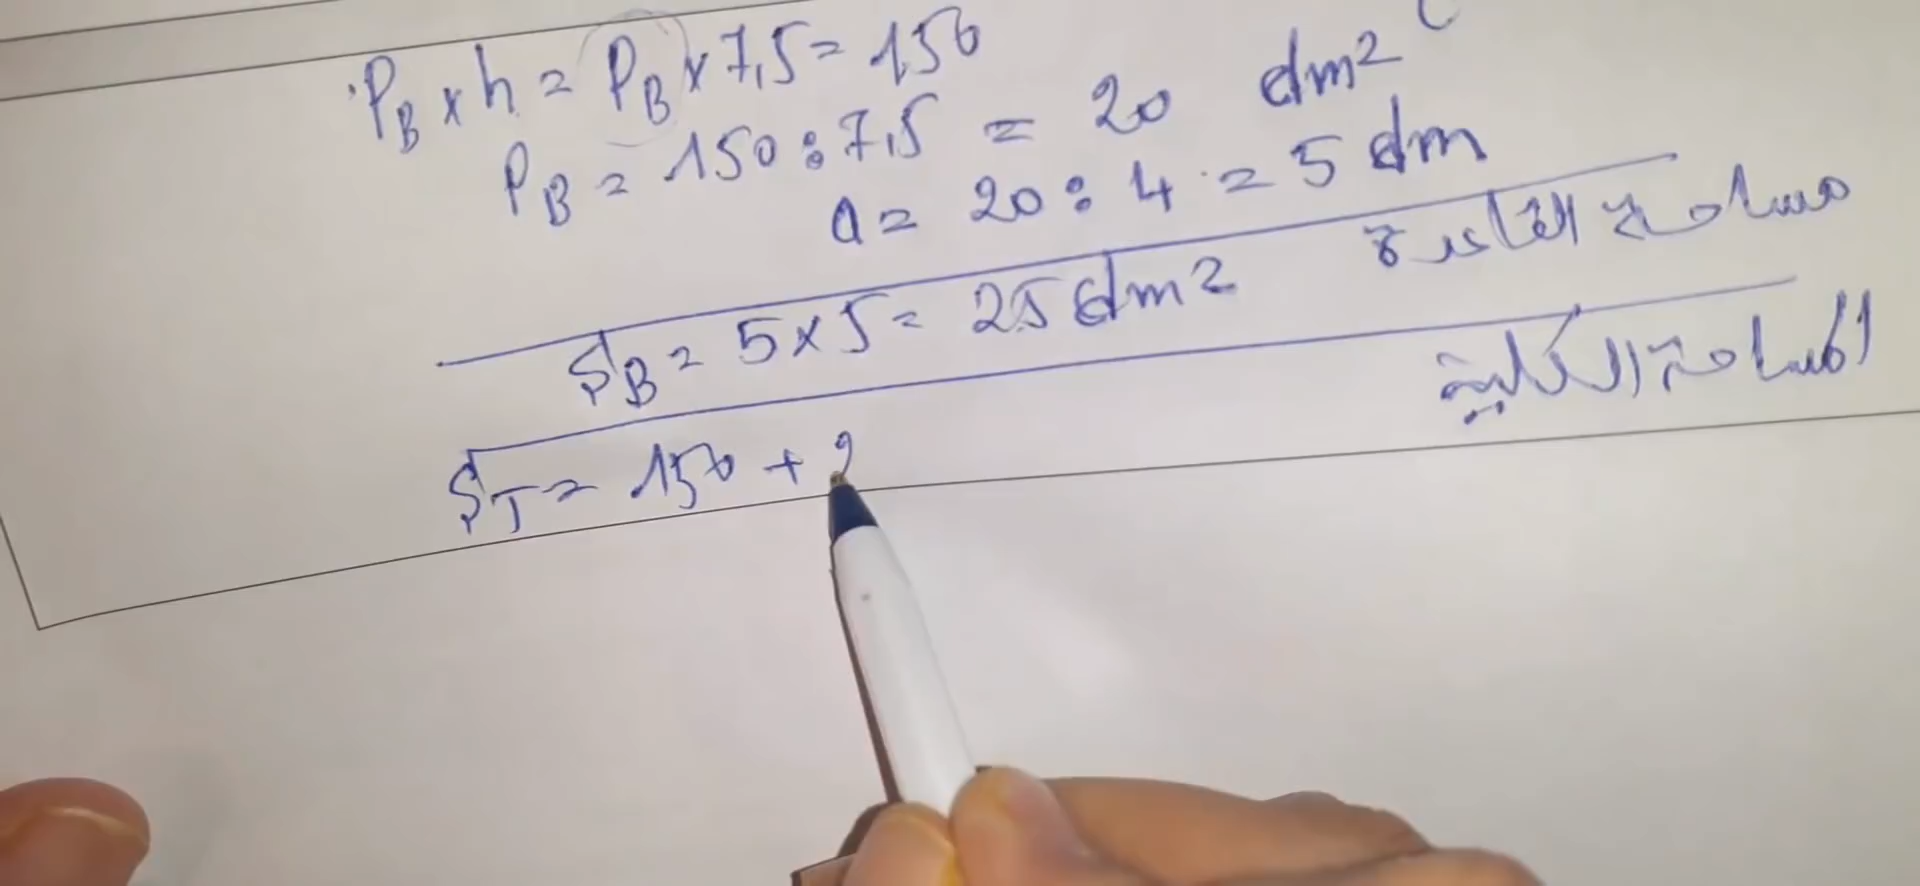 P_B × h = P_B × 7,5 = 150
P_B = 150 : 7,5 = 20 dm²
a = 20 : 4 = 5 dm
مساحة القاعدة
S_B = 5 × 5 = 25 dm²
المساحة الكلية
S_T = 150 + 2